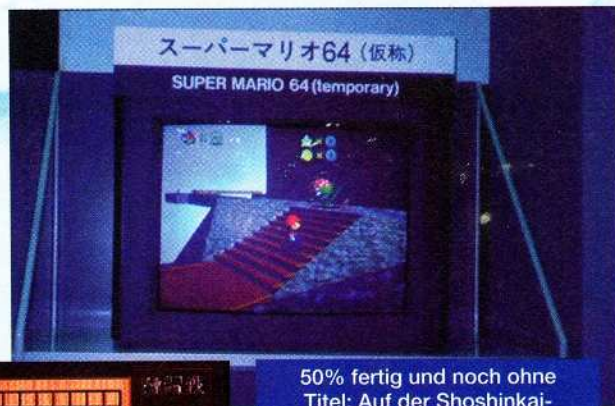 スーパーマリオ64（仮称）
SUPER MARIO 64 (temporary)
50% fertig und noch ohne
Titel: Auf der Shoshinkai-